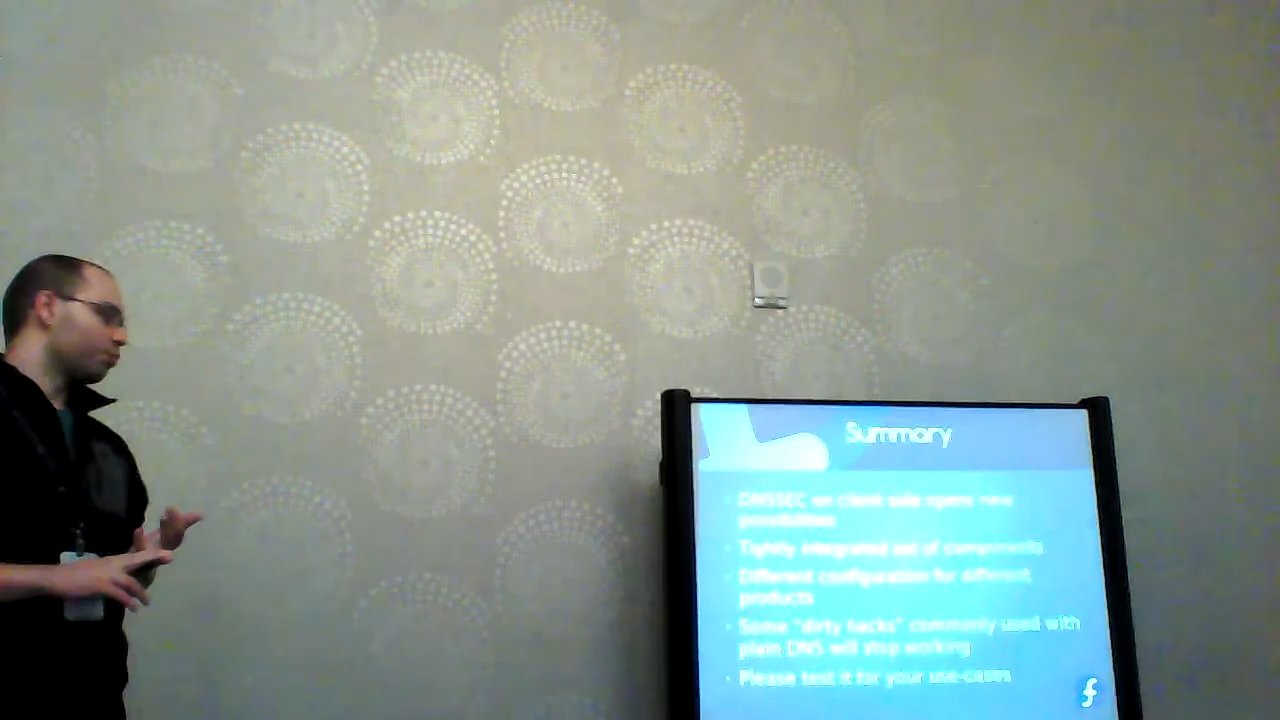 Summary
DNSSEC on client side opens new
possibilities
Tightly integrated set of components
Different configuration for different
products
Some "dirty hacks" commonly used with
plain DNS will stop working
Please test it for your use-cases